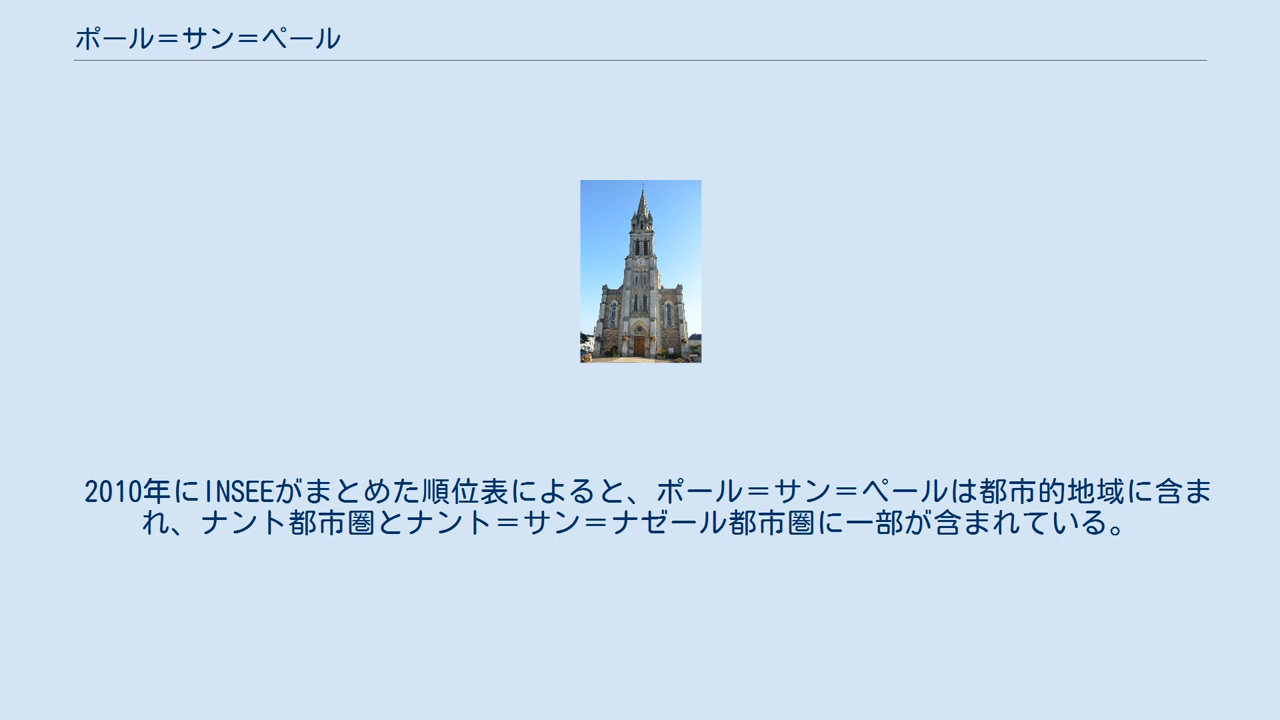 ポール＝サン＝ペール
2010年にINSEEがまとめた順位表によると、ポール＝サン＝ペールは都市的地域に含ま
れ、ナント都市圏とナント＝サン＝ナゼール都市圏に一部が含まれている。